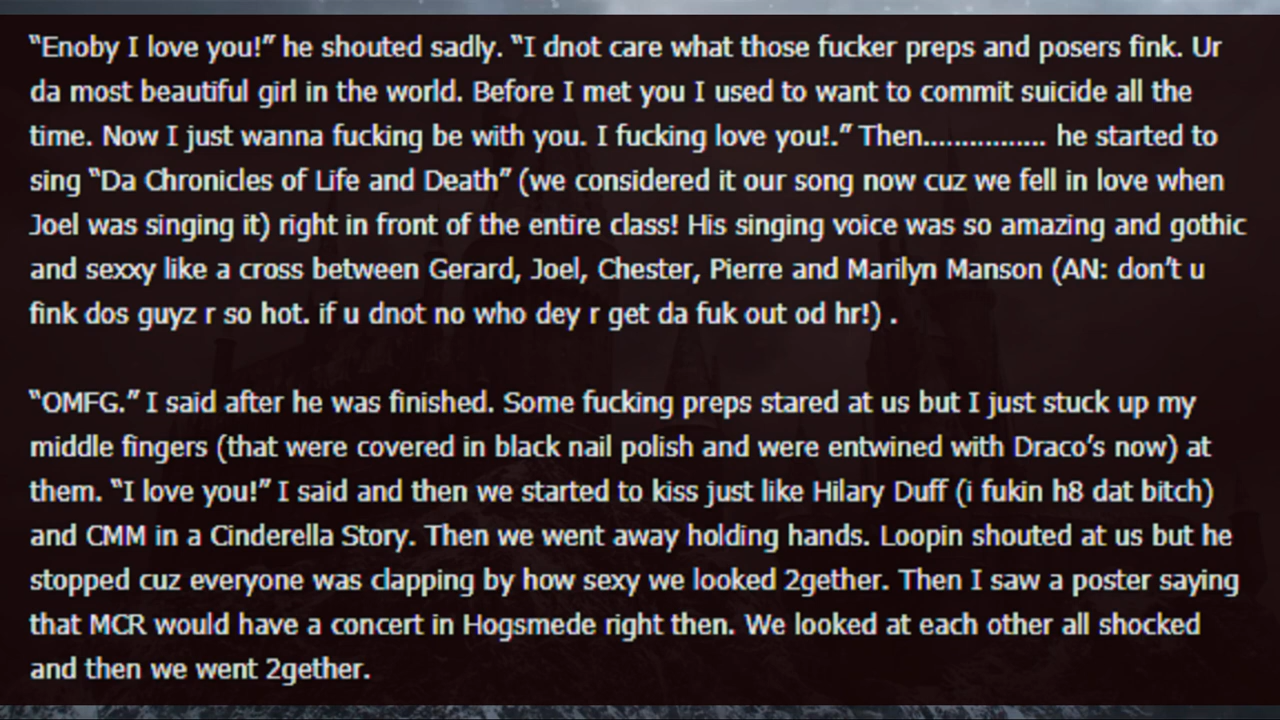 “Enoby I love you!” he shouted sadly. “I dnot care what those fucker preps and posers fink. Ur
da most beautiful girl in the world. Before I met you I used to want to commit suicide all the
time. Now I just wanna fucking be with you. I fucking love you!.” Then................ he started to
sing “Da Chronicles of Life and Death” (we considered it our song now cuz we fell in love when
Joel was singing it) right in front of the entire class! His singing voice was so amazing and gothic
and sexxy like a cross between Gerard, Joel, Chester, Pierre and Marilyn Manson (AN: don’t u
fink dos guyz r so hot. if u dnot no who dey r get da fuk out od hr!) .
“OMFG.” I said after he was finished. Some fucking preps stared at us but I just stuck up my
middle fingers (that were covered in black nail polish and were entwined with Draco’s now) at
them. “I love you!” I said and then we started to kiss just like Hilary Duff (i fukin h8 dat bitch)
and CMM in a Cinderella Story. Then we went away holding hands. Loopin shouted at us but he
stopped cuz everyone was clapping by how sexy we looked 2gether. Then I saw a poster saying
that MCR would have a concert in Hogsmede right then. We looked at each other all shocked
and then we went 2gether.